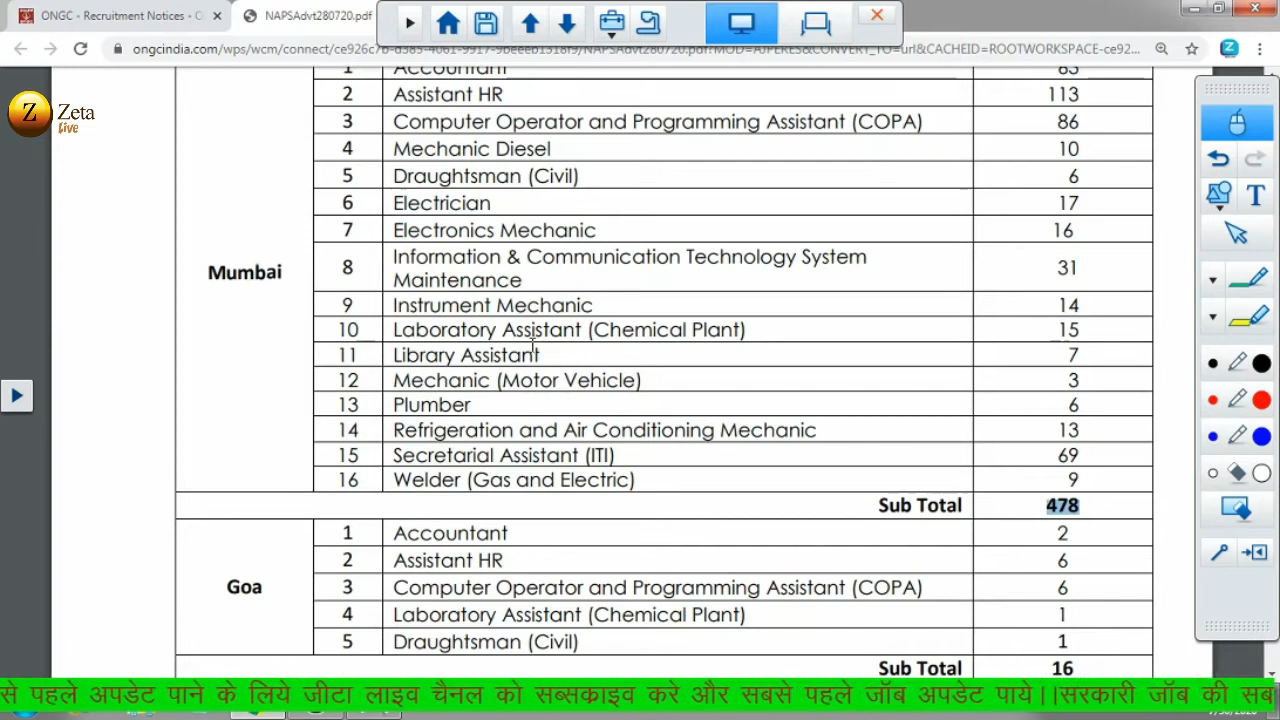 ONGC - Recruitment Notices - O
NAPSAdvt280720.pdf
Z Zeta
Live
Accountant
2 Assistant HR 113
3 Computer Operator and Programming Assistant (COPA) 86
4 Mechanic Diesel 10
5 Draughtsman (Civil) 6
6 Electrician 17
7 Electronics Mechanic 16
Mumbai
8 Information & Communication Technology System
Maintenance 31
9 Instrument Mechanic 14
10 Laboratory Assistant (Chemical Plant) 15
11 Library Assistant 7
12 Mechanic (Motor Vehicle) 3
13 Plumber 6
14 Refrigeration and Air Conditioning Mechanic 13
15 Secretarial Assistant (ITI) 69
16 Welder (Gas and Electric) 9
Sub Total 478
Goa
1 Accountant 2
2 Assistant HR 6
3 Computer Operator and Programming Assistant (COPA) 6
4 Laboratory Assistant (Chemical Plant) 1
5 Draughtsman (Civil) 1
Sub Total 16
से पहले अपडेट पाने के लिये जीटा लाइव चैनल को सब्सक्राइब करे और सबसे पहले जॉब अपडेट पाये||सरकारी जॉब की सब